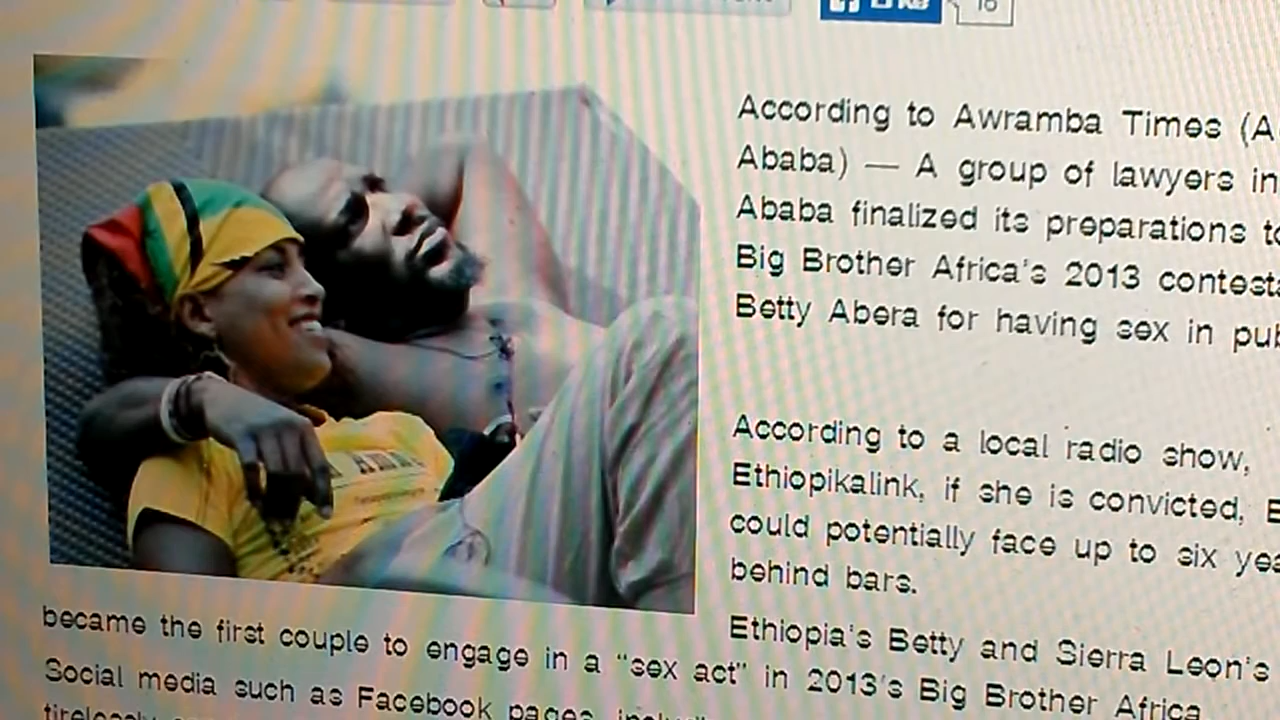 Like 18
According to Awramba Times (A
Ababa) — A group of lawyers in
Ababa finalized its preparations to
Big Brother Africa's 2013 contest
Betty Abera for having sex in pub
According to a local radio show,
Ethiopikalink, if she is convicted, B
could potentially face up to six yea
behind bars.
Ethiopia's Betty and Sierra Leon's
became the first couple to engage in a “sex act” in 2013's Big Brother Africa
Social media such as Facebook pages,
tirelessly